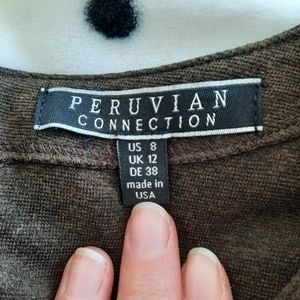 PERUVIAN
CONNECTION
US 8
UK 12
DE 38
made in
USA